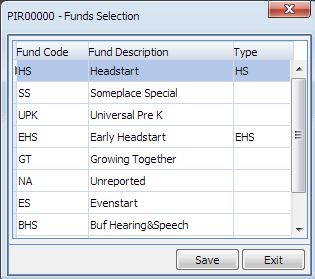 PIR00000 - Funds Selection
Fund Code Fund Description Type
HS Headstart HS
SS Someplace Special
UPK Universal Pre K
EHS Early Headstart EHS
GT Growing Together
NA Unreported
ES Evenstart
BHS Buf Hearing&Speech
Save Exit